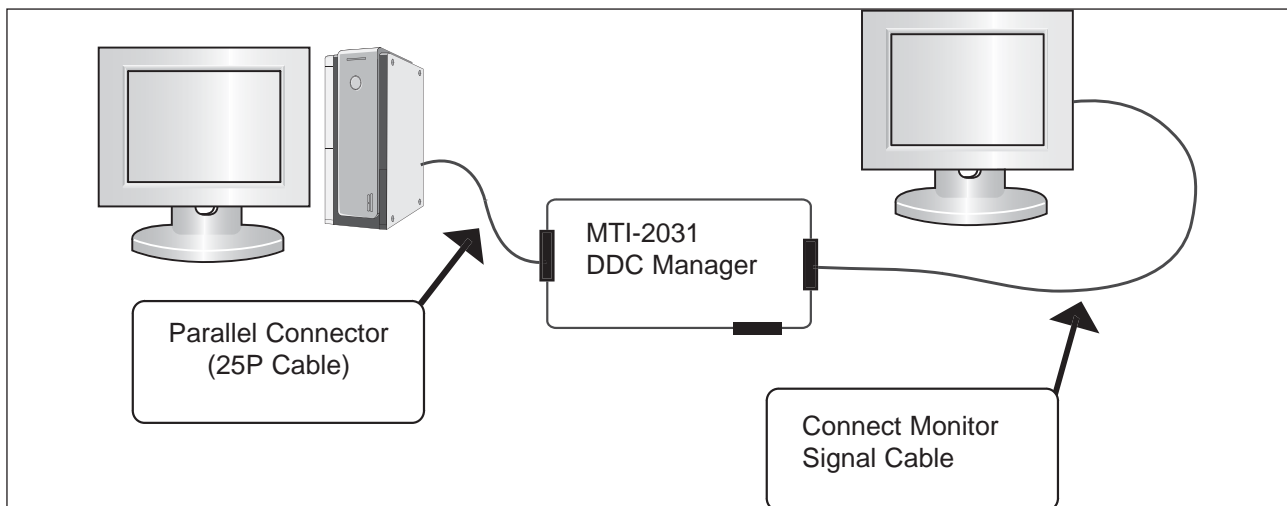 MTI-2031
DDC Manager
Parallel Connector
(25P Cable)
Connect Monitor
Signal Cable